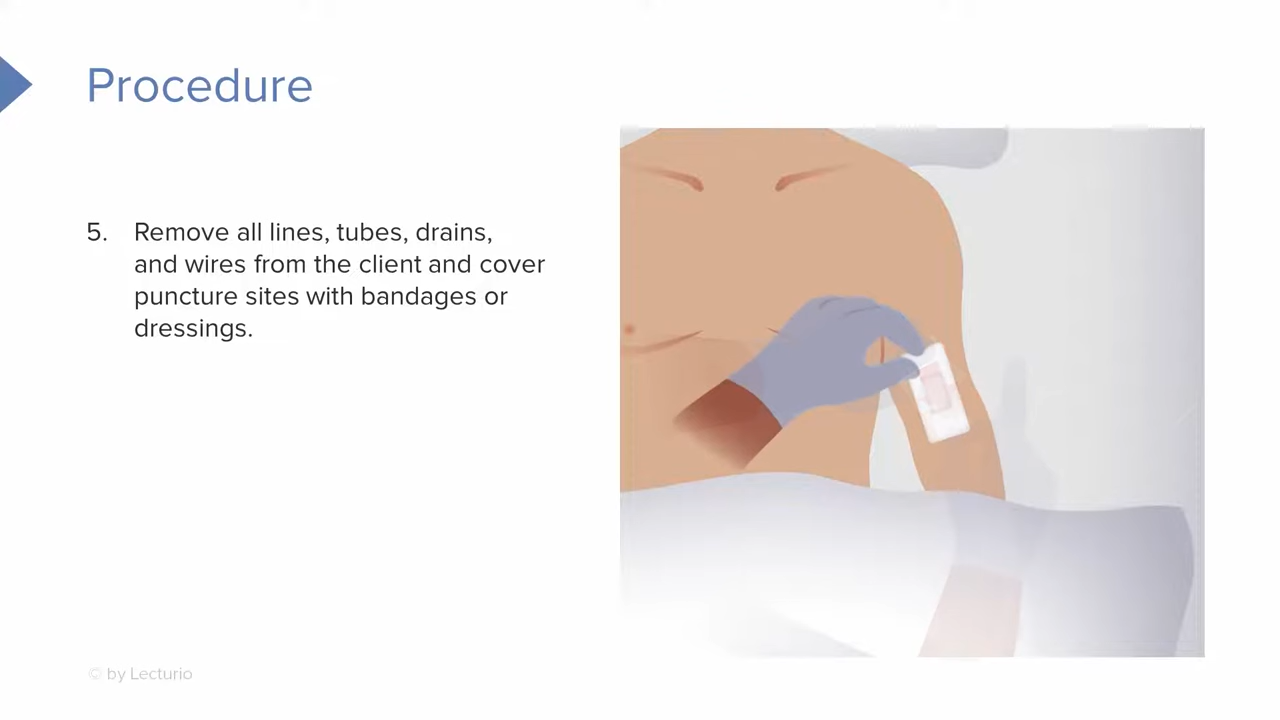 Procedure
5. Remove all lines, tubes, drains,
and wires from the client and cover
puncture sites with bandages or
dressings.
© by Lecturio